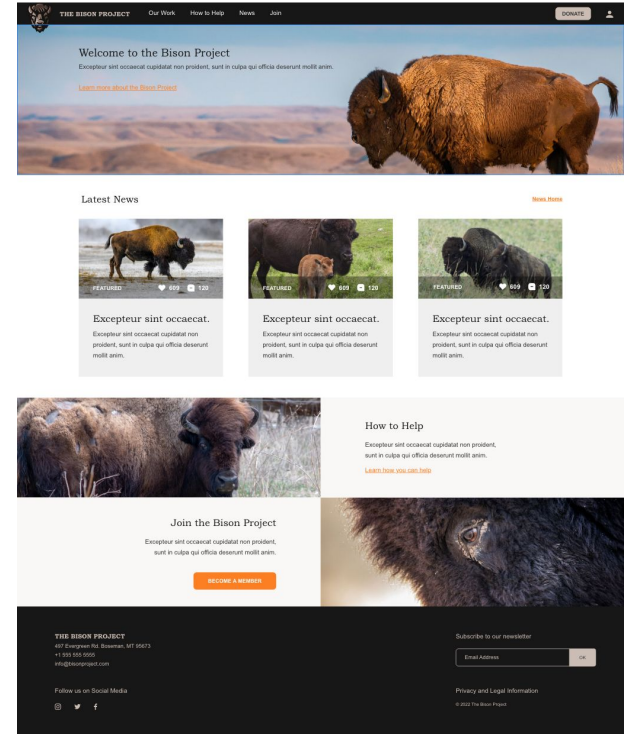 THE BISON PROJECT
Our Work
How to Help
News
Join
DONATE
Welcome to the Bison Project
Excepteur sint occaecat cupidatat non proident, sunt in culpa qui officia deserunt mollit anim.
Learn more about the Bison Project
Latest News
News Home
FEATURED 609 120
Excepteur sint occaecat.
Excepteur sint occaecat cupidatat non
proident, sunt in culpa qui officia deserunt
mollit anim.
FEATURED 609 120
Excepteur sint occaecat.
Excepteur sint occaecat cupidatat non
proident, sunt in culpa qui officia deserunt
mollit anim.
FEATURED 609 120
Excepteur sint occaecat.
Excepteur sint occaecat cupidatat non
proident, sunt in culpa qui officia deserunt
mollit anim.
How to Help
Excepteur sint occaecat cupidatat non proident,
sunt in culpa qui officia deserunt mollit anim.
Learn how you can help
Join the Bison Project
Excepteur sint occaecat cupidatat non proident,
sunt in culpa qui officia deserunt mollit anim.
BECOME A MEMBER
THE BISON PROJECT
487 Evergreen Rd. Boseman, MT 95673
+1 555 555 5555
info@bisonproject.com
Follow us on Social Media
Subscribe to our newsletter
Email Address
OK
Privacy and Legal Information
© 2022 The Bison Project